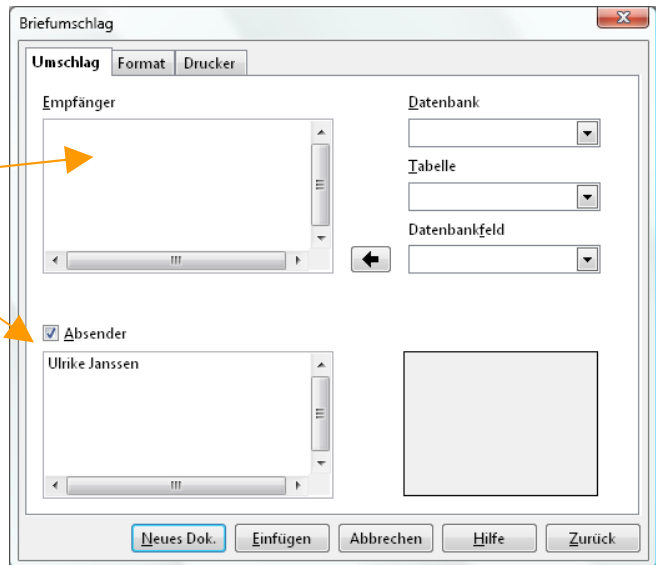 Briefumschlag
Umschlag Format Drucker
Empfänger
Datenbank
Tabelle
Datenbankfeld
Absender
Ulrike Janssen
Neues Dok. Einfügen Abbrechen Hilfe Zurück